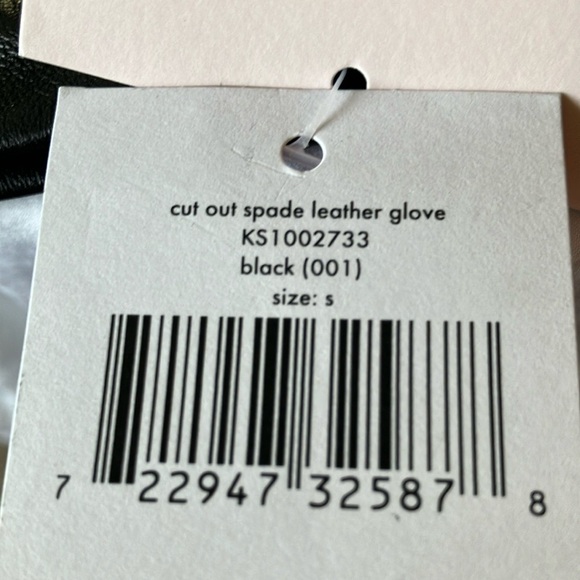 cut out spade leather glove
KS1002733
black (001)
size: s
7 22947 32587 8